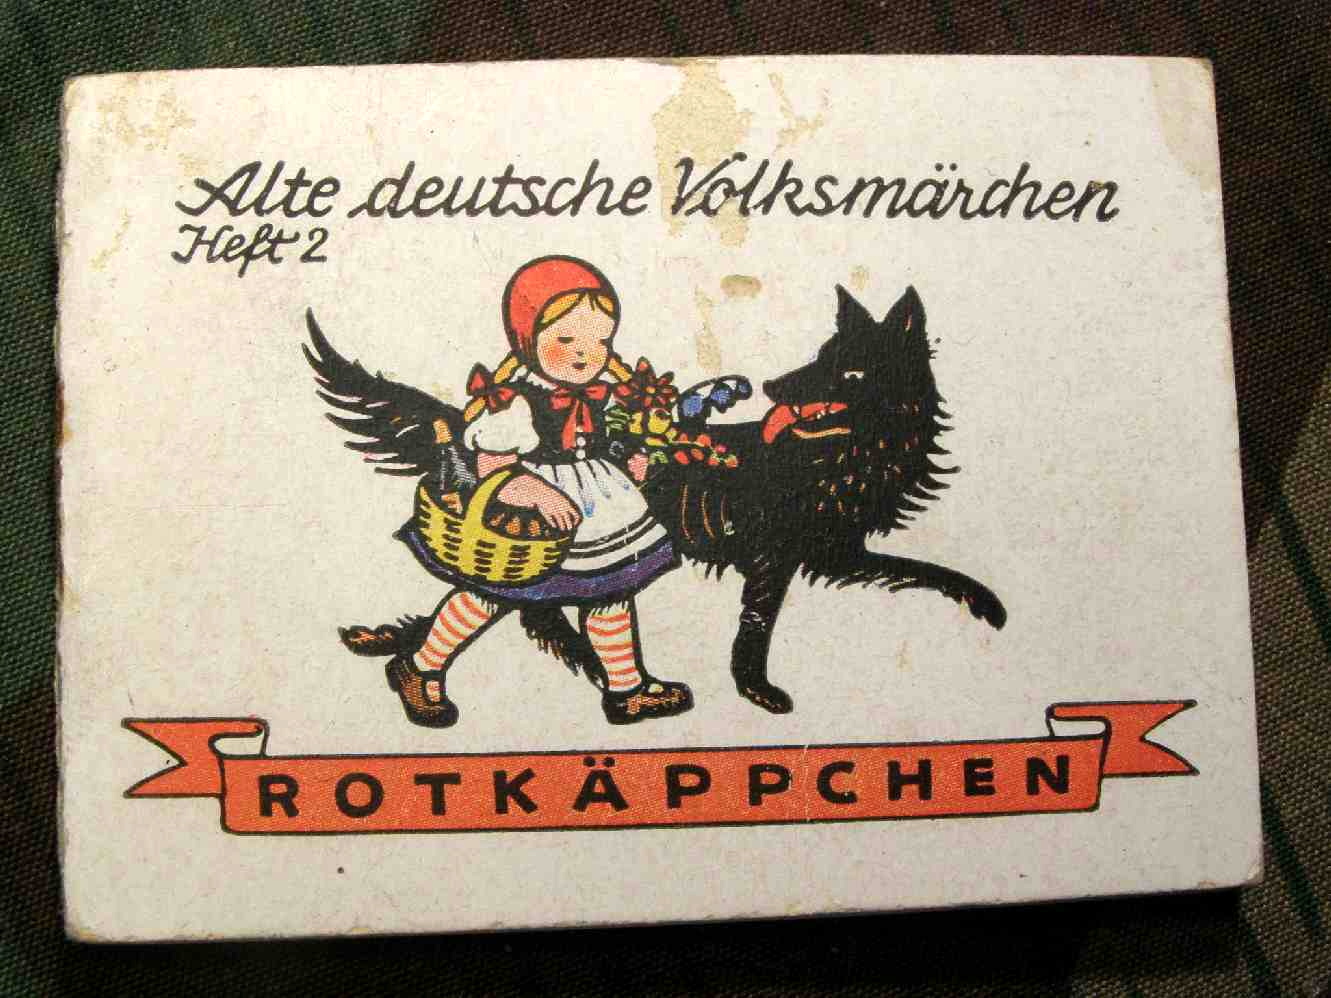 Alte deutsche Volksmärchen
Heft 2
ROTKÄPPCHEN